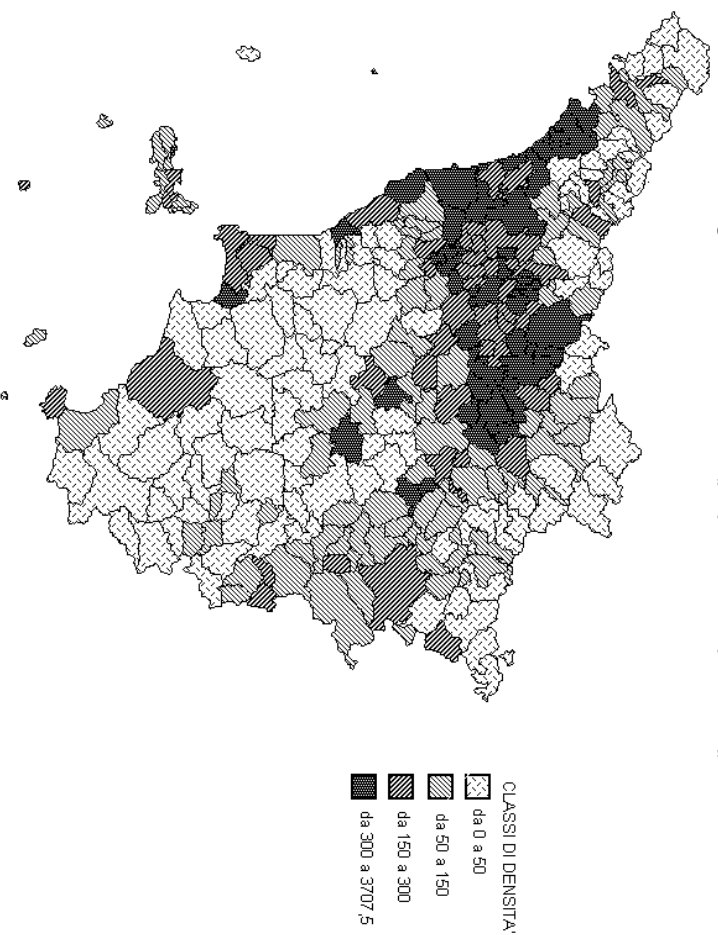 CLASSI DI DENSITA'
da 0 a 50
da 50 a 150
da 150 a 300
da 300 a 3707,5